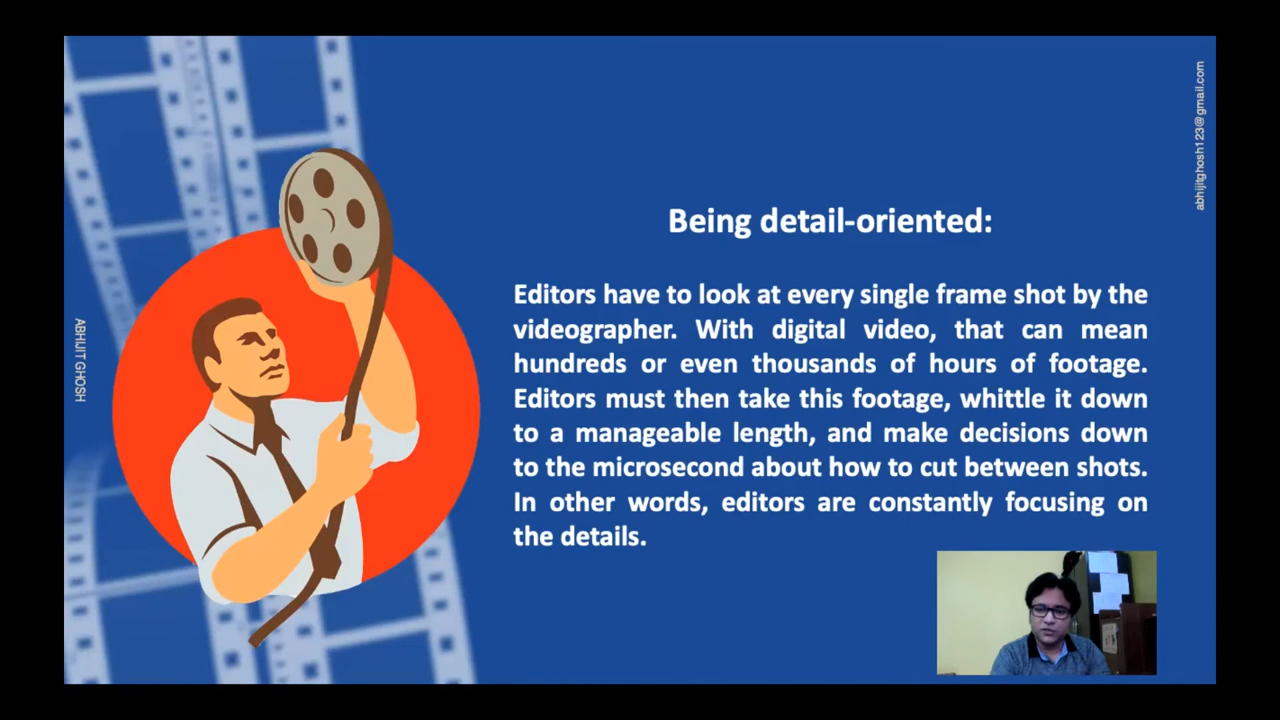 abhijitghosh123@gmail.com
Being detail-oriented:
Editors have to look at every single frame shot by the
videographer. With digital video, that can mean
hundreds or even thousands of hours of footage.
Editors must then take this footage, whittle it down
to a manageable length, and make decisions down
to the microsecond about how to cut between shots.
In other words, editors are constantly focusing on
the details.
ABHIJIT GHOSH